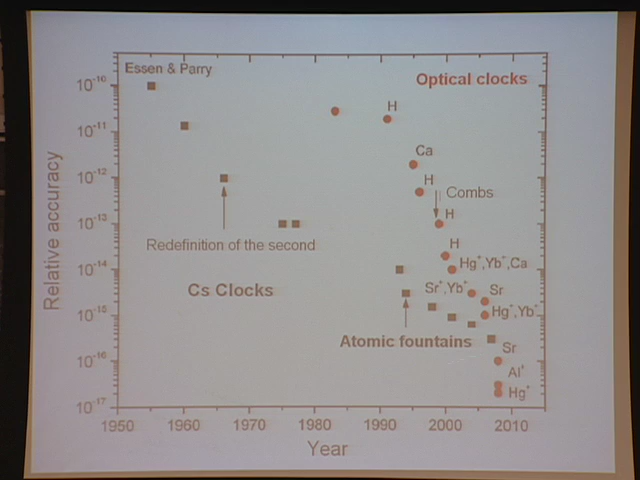 Essen & Parry
Optical clocks
H
Ca
H
Combs
H
H
Hg⁺,Yb⁺,Ca
Sr⁺,Yb⁺
Sr
Hg⁺,Yb⁺
Sr
Al⁺
Hg⁺
Redefinition of the second
Cs Clocks
Atomic fountains
Relative accuracy
10⁻¹⁰
10⁻¹¹
10⁻¹²
10⁻¹³
10⁻¹⁴
10⁻¹⁵
10⁻¹⁶
10⁻¹⁷
1950 1960 1970 1980 1990 2000 2010
Year